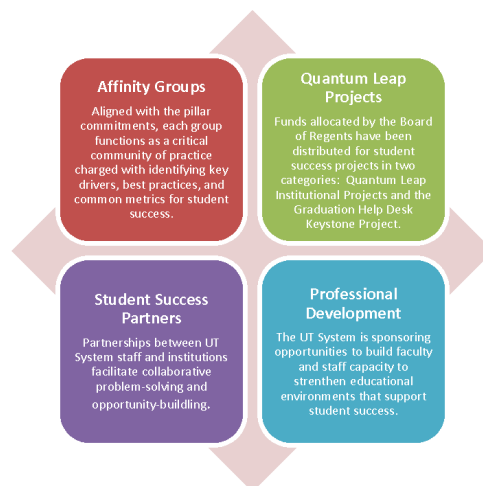 Affinity Groups
Aligned with the pillar
commitments, each group
functions as a critical
community of practice
charged with identifying key
drivers, best practices, and
common metrics for student
success.
Quantum Leap
Projects
Funds allocated by the Board
of Regents have been
distributed for student
success projects in two
categories: Quantum Leap
Institutional Projects and the
Graduation Help Desk
Keystone Project.
Student Success
Partners
Partnerships between UT
System staff and institutions
facilitate collaborative
problem-solving and
opportunity-buildling.
Professional
Development
The UT System is sponsoring
opportunities to build faculty
and staff capacity to
strenthen educational
environments that support
student success.